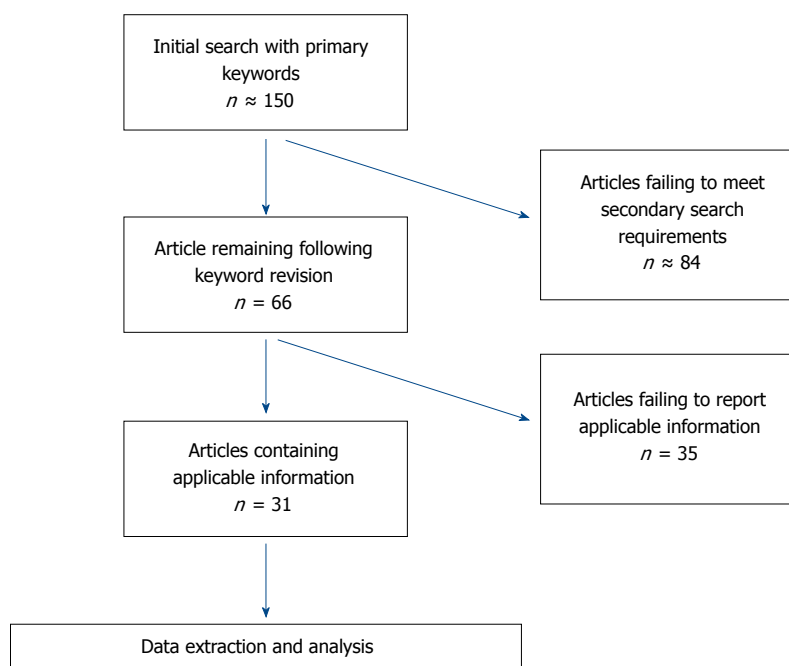 Initial search with primary
keywords
n ≈ 150
Articles failing to meet
secondary search
requirements
n ≈ 84
Article remaining following
keyword revision
n = 66
Articles failing to report
applicable information
n = 35
Articles containing
applicable information
n = 31
Data extraction and analysis